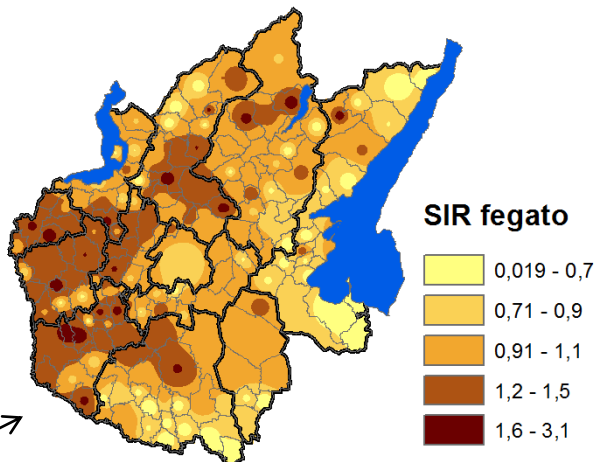 SIR fegato
0,019 - 0,7
0,71 - 0,9
0,91 - 1,1
1,2 - 1,5
1,6 - 3,1